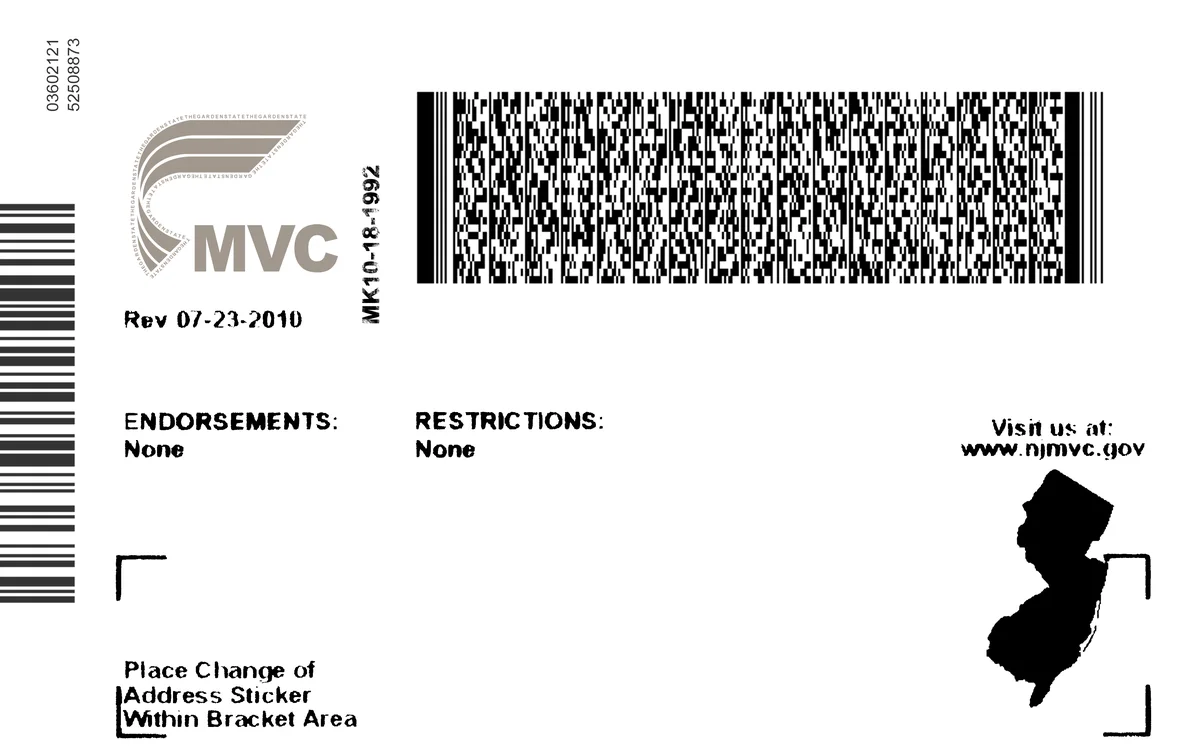 03602121
52508873
THEGARDENSTATETHEGARDENSTATE
MVC
MK10-18-1992
Rev 07-23-2010
ENDORSEMENTS:
None
RESTRICTIONS:
None
Visit us at:
www.njmvc.gov
Place Change of
Address Sticker
Within Bracket Area